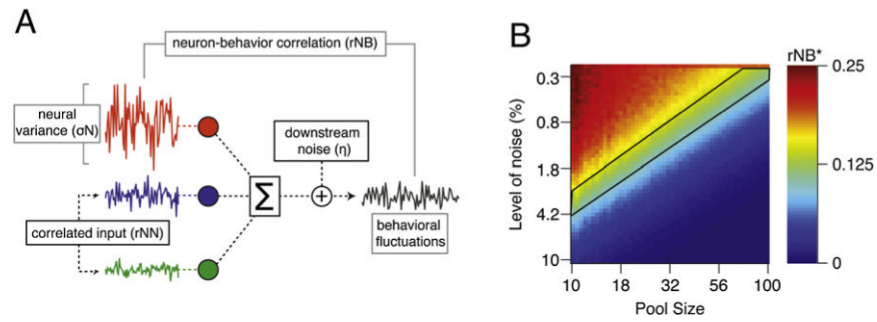 A
neuron-behavior correlation (rNB)
neural
variance (σN)
downstream
noise (η)
Σ
+
correlated input (rNN)
behavioral
fluctuations
B
rNB*
Level of noise (%)
0.3
0.8
1.8
4.2
10
10 18 32 56 100
Pool Size
0.25
0.125
0